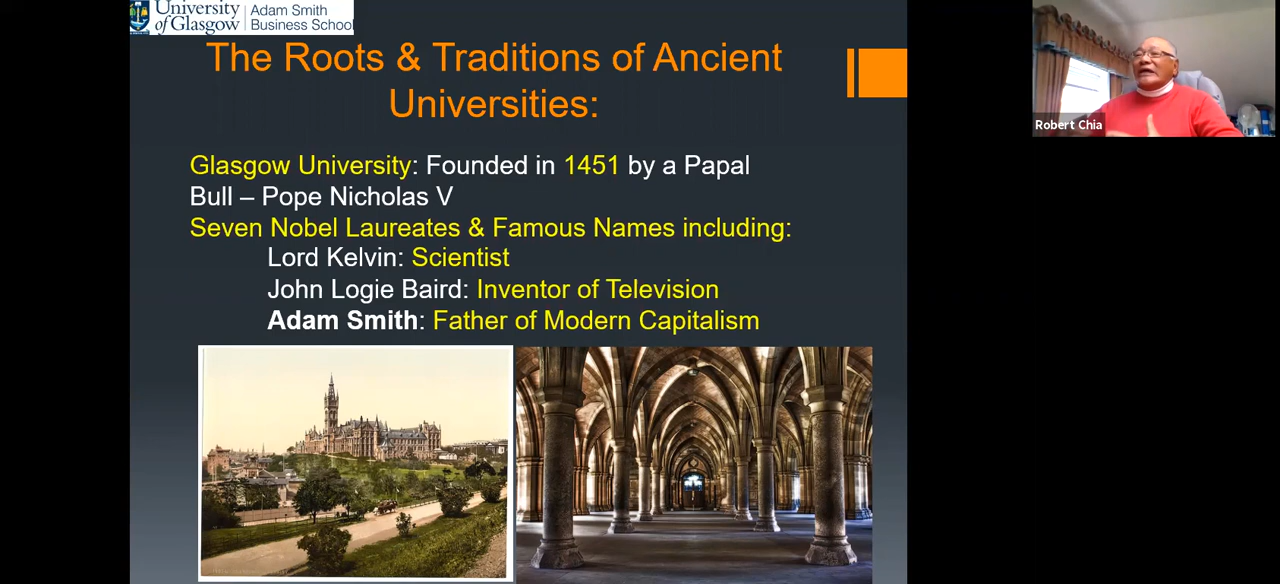 University of Glasgow
Adam Smith
Business School
The Roots & Traditions of Ancient
Universities:
Glasgow University: Founded in 1451 by a Papal
Bull – Pope Nicholas V
Seven Nobel Laureates & Famous Names including:
Lord Kelvin: Scientist
John Logie Baird: Inventor of Television
Adam Smith: Father of Modern Capitalism
Robert Chia